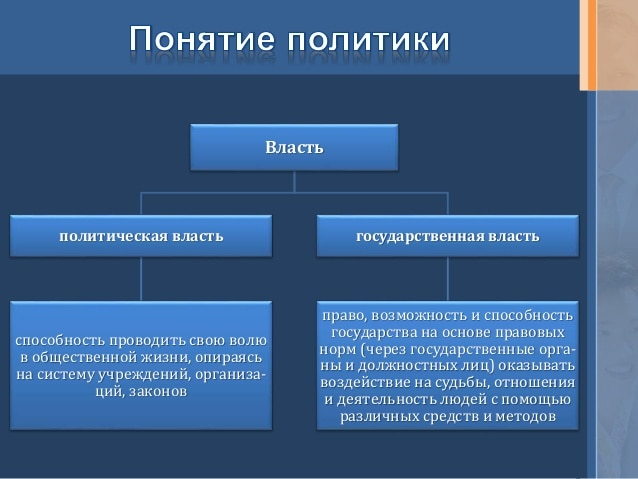 Понятие политики
Власть
политическая власть
государственная власть
способность проводить свою волю
в общественной жизни, опираясь
на систему учреждений, организа-
ций, законов
право, возможность и способность
государства на основе правовых
норм (через государственные орга-
ны и должностных лиц) оказывать
воздействие на судьбы, отношения
и деятельность людей с помощью
различных средств и методов